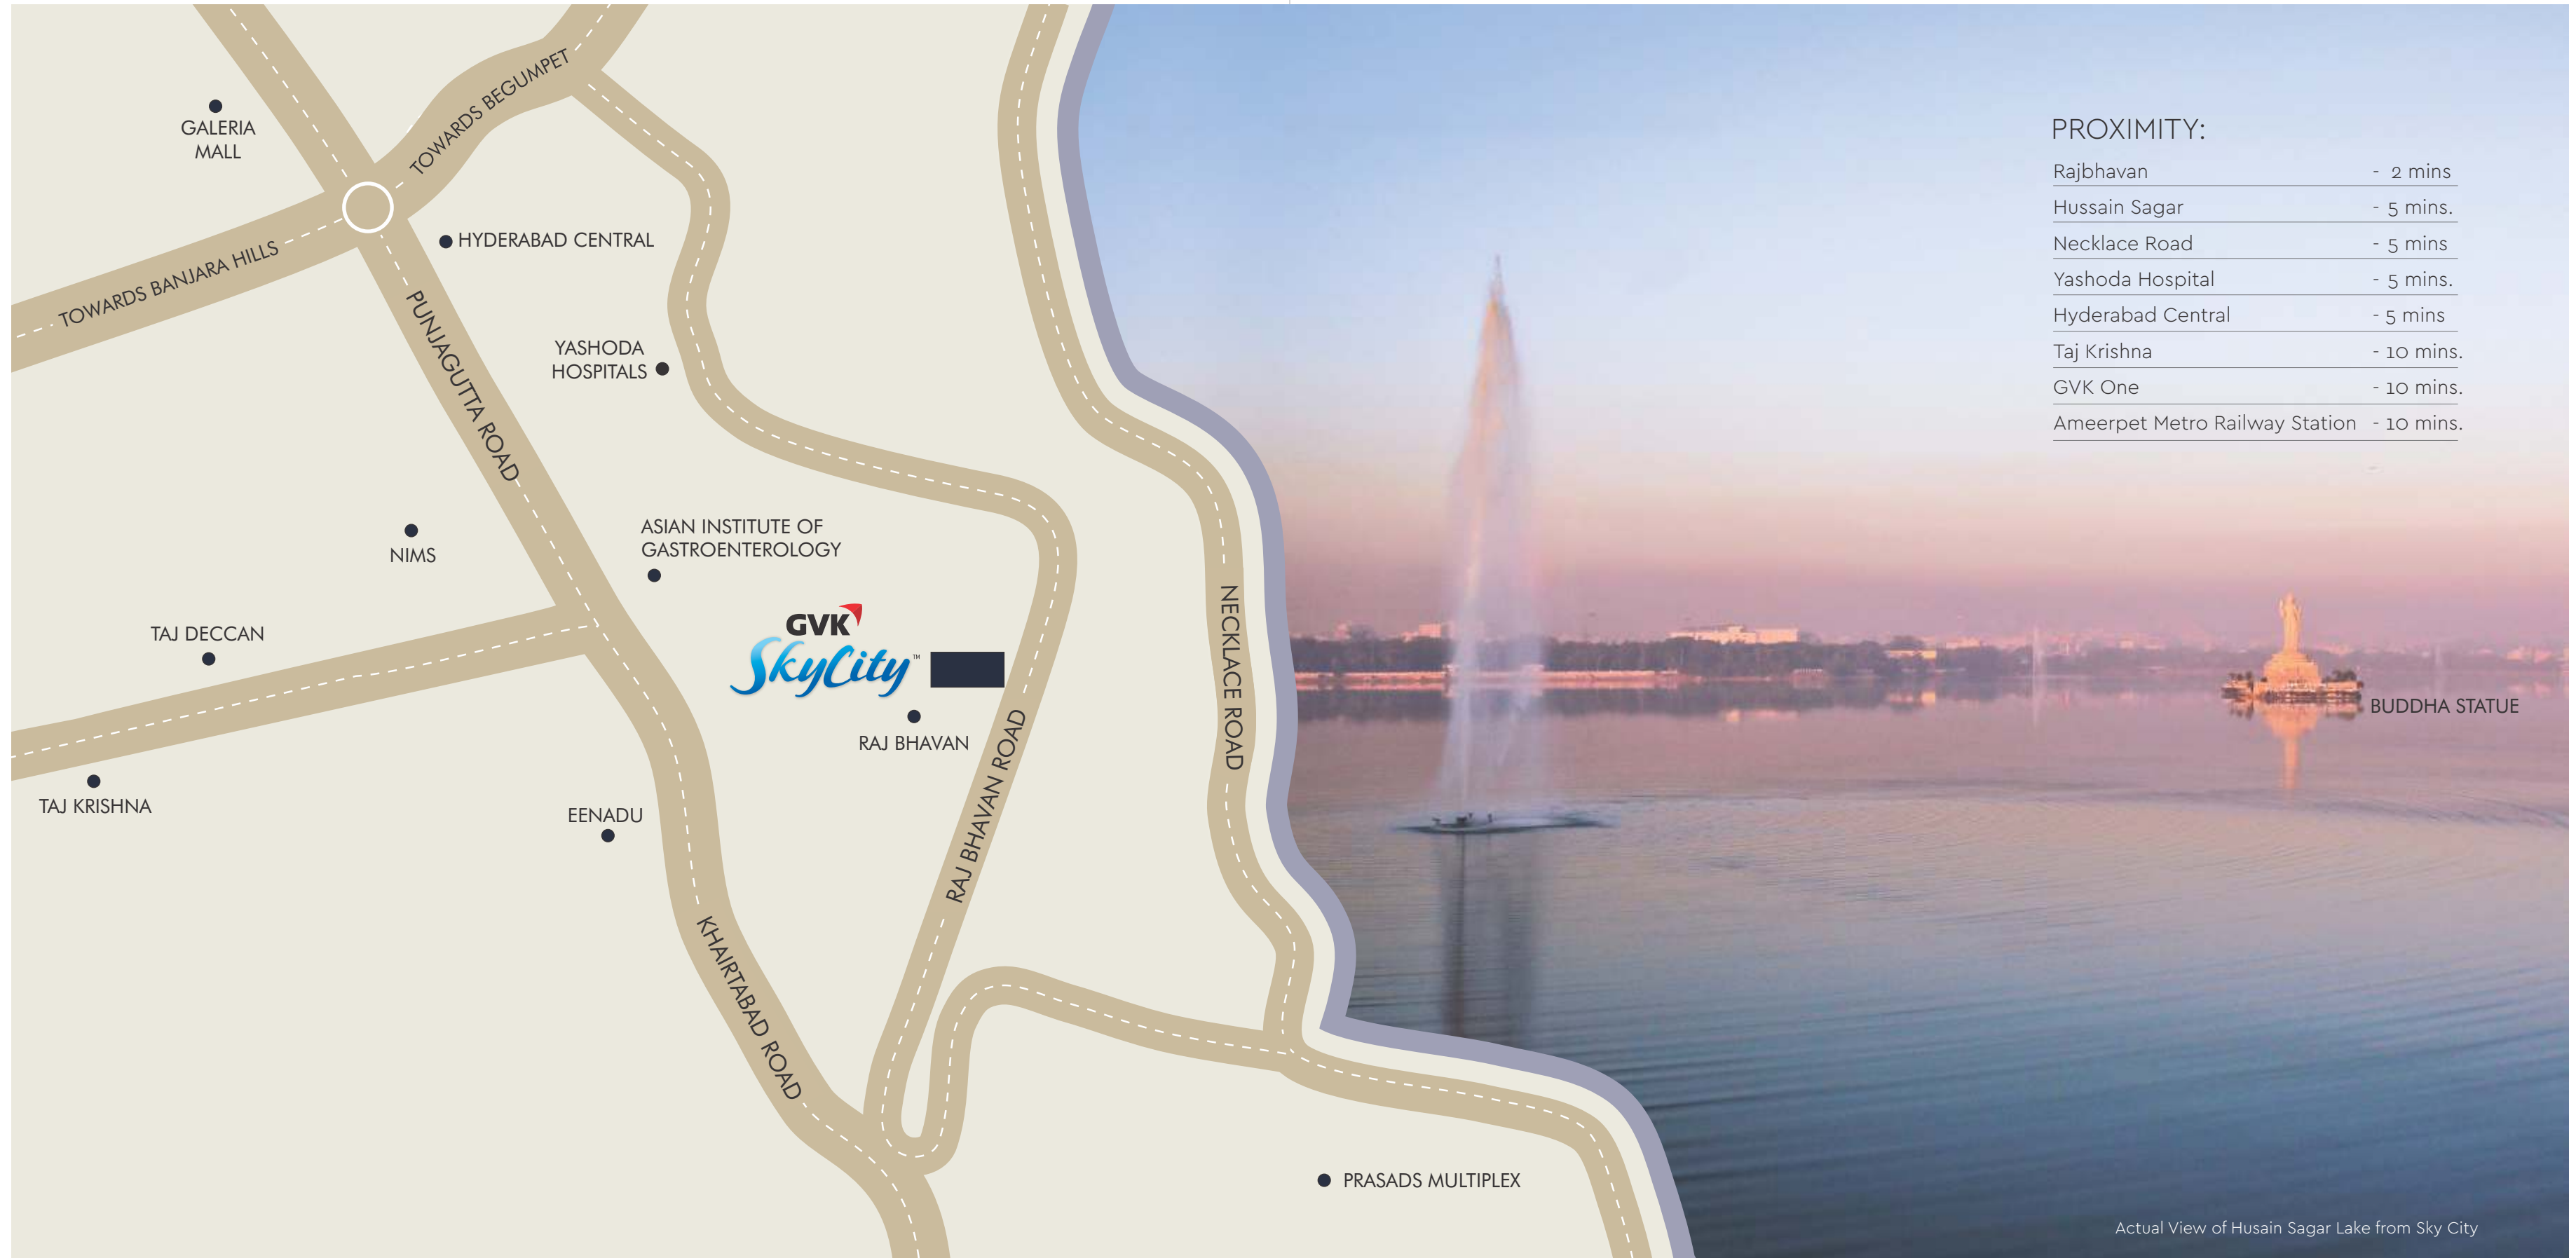 TOWARDS BEGUMPET
GALERIA
MALL
HYDERABAD CENTRAL
TOWARDS BANJARA HILLS
PUNJAGUTTA ROAD
YASHODA
HOSPITALS
ASIAN INSTITUTE OF
GASTROENTEROLOGY
NIMS
GVK
SkyCity™
TAJ DECCAN
RAJ BHAVAN
TAJ KRISHNA
EENADU
RAJ BHAVAN ROAD
NECKLACE ROAD
KHAIRTABAD ROAD
PRASADS MULTIPLEX
PROXIMITY:
Rajbhavan - 2 mins
Hussain Sagar - 5 mins.
Necklace Road - 5 mins
Yashoda Hospital - 5 mins.
Hyderabad Central - 5 mins
Taj Krishna - 10 mins.
GVK One - 10 mins.
Ameerpet Metro Railway Station - 10 mins.
BUDDHA STATUE
Actual View of Husain Sagar Lake from Sky City